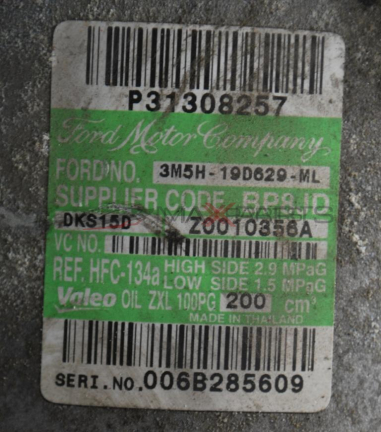 P31308257
Ford Motor Company
FORD NO. 3M5H-19D629-ML
SUPPLIER CODE BP8JD
DKS15D Z0010356A
VC NO.
REF. HFC-134a HIGH SIDE 2.9 MPaG
LOW SIDE 1.5 MPaG
Valeo OIL ZXL 100PG 200 cm³
MADE IN THAILAND
SERI.NO.006B285609